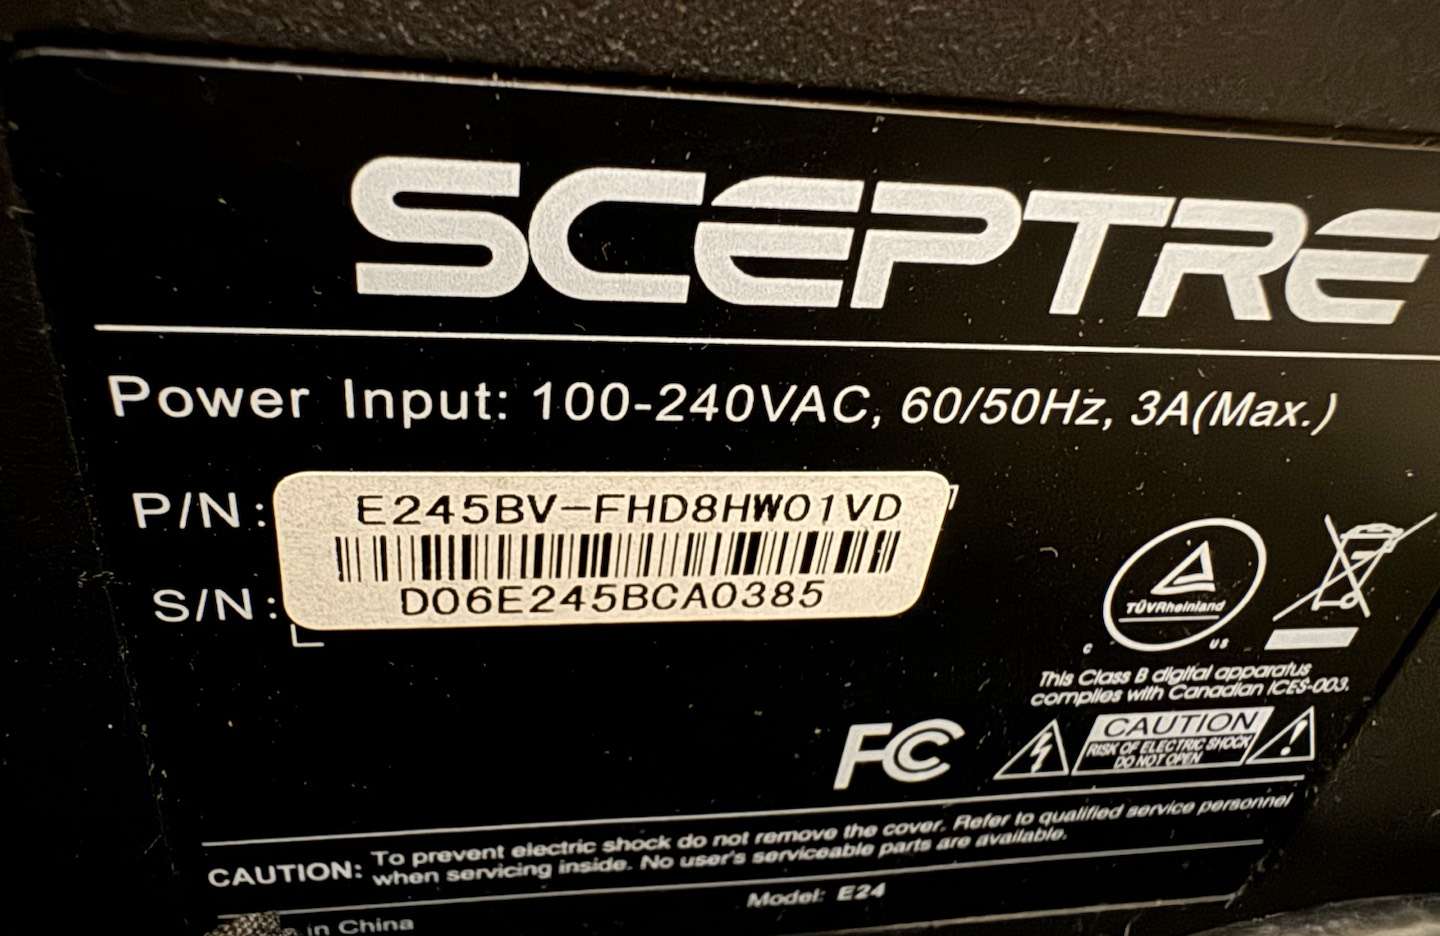 SCEPTRE
Power Input: 100-240VAC, 60/50Hz, 3A(Max.)
P/N: E245BV-FHD8HW01VD
S/N: D06E245BCA0385
TÜVRheinland
C US
This Class B digital apparatus
complies with Canadian ICES-003.
FC
CAUTION
RISK OF ELECTRIC SHOCK
DO NOT OPEN
CAUTION: To prevent electric shock do not remove the cover. Refer to qualified service personnel
when servicing inside. No user's serviceable parts are available.
Model: E24
in China